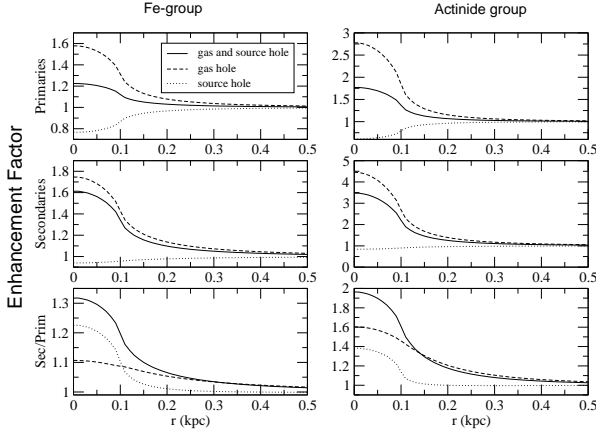 Fe-group
Actinide group
Enhancement Factor
Primaries
1.6
1.4
1.2
1
0.8
gas and source hole
gas hole
source hole
0 0.1 0.2 0.3 0.4 0.5
3
2.5
2
1.5
1
0 0.1 0.2 0.3 0.4 0.5
Secondaries
1.8
1.6
1.4
1.2
1
0 0.1 0.2 0.3 0.4 0.5
5
4
3
2
1
0
0 0.1 0.2 0.3 0.4 0.5
Sec/Prim
1.3
1.2
1.1
1
0 0.1 0.2 0.3 0.4 0.5
r (kpc)
2
1.8
1.6
1.4
1.2
1
0 0.1 0.2 0.3 0.4 0.5
r (kpc)